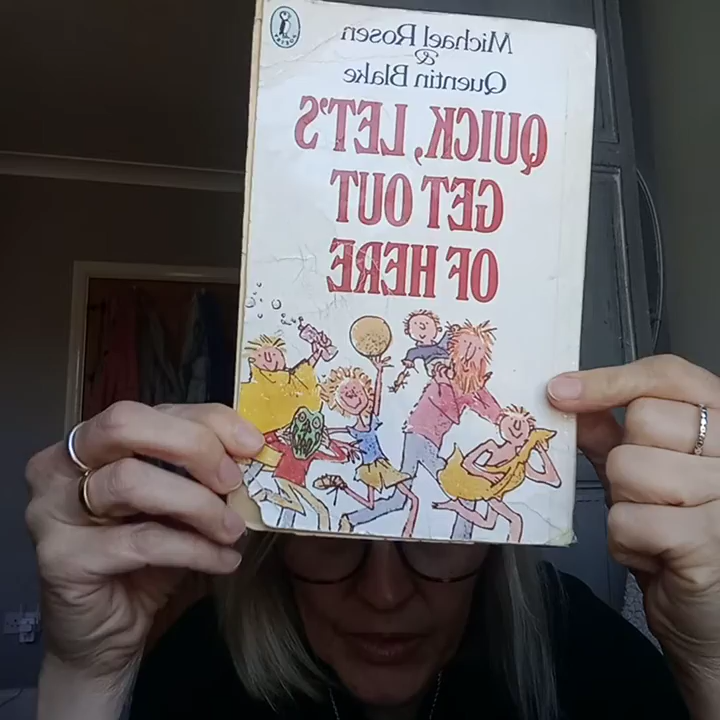 Michael Rosen
&
Quentin Blake
QUICK, LET'S
GET OUT
OF HERE